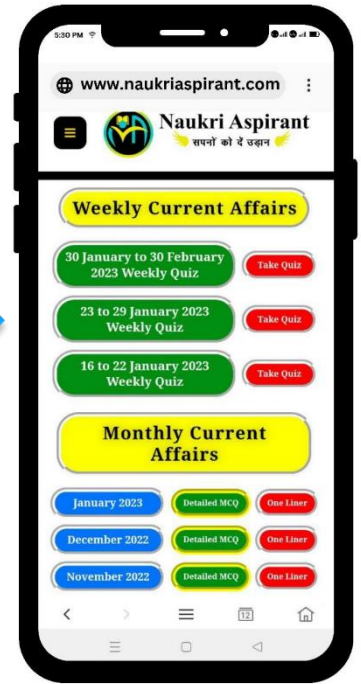 5:30 PM
www.naukriaspirant.com
Naukri Aspirant
सपनों को दें उड़ान
Weekly Current Affairs
30 January to 30 February
2023 Weekly Quiz
Take Quiz
23 to 29 January 2023
Weekly Quiz
Take Quiz
16 to 22 January 2023
Weekly Quiz
Take Quiz
Monthly Current
Affairs
January 2023 Detailed MCQ One Liner
December 2022 Detailed MCQ One Liner
November 2022 Detailed MCQ One Liner
12